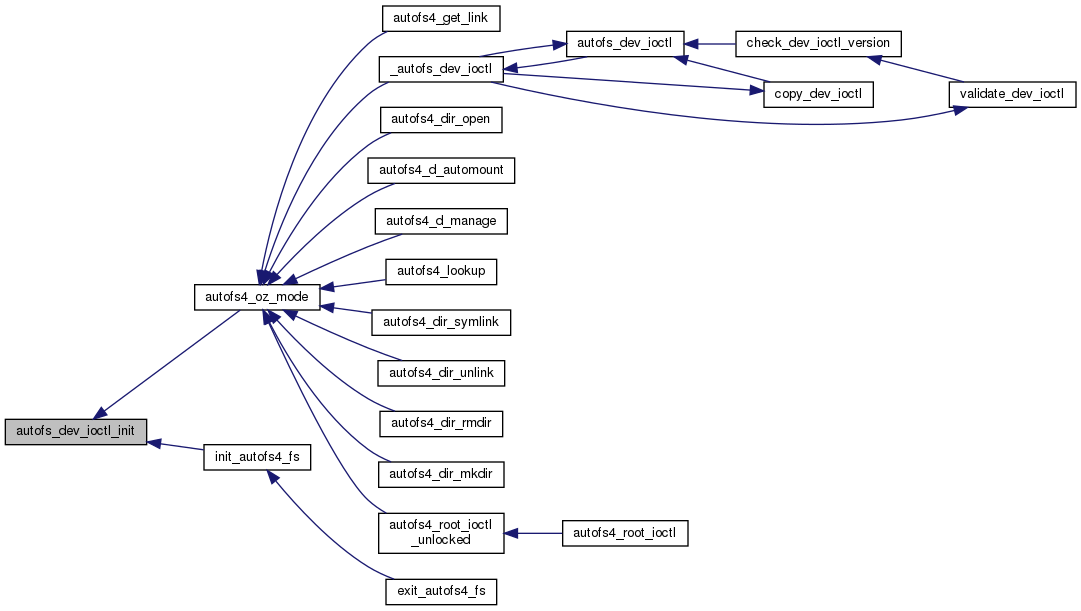 autofs4_get_link
autofs_dev_ioctl
check_dev_ioctl_version
_autofs_dev_ioctl
copy_dev_ioctl
validate_dev_ioctl
autofs4_dir_open
autofs4_d_automount
autofs4_d_manage
autofs4_lookup
autofs4_oz_mode
autofs4_dir_symlink
autofs4_dir_unlink
autofs4_dir_rmdir
autofs_dev_ioctl_init
init_autofs4_fs
autofs4_dir_mkdir
autofs4_root_ioctl
_unlocked
autofs4_root_ioctl
exit_autofs4_fs